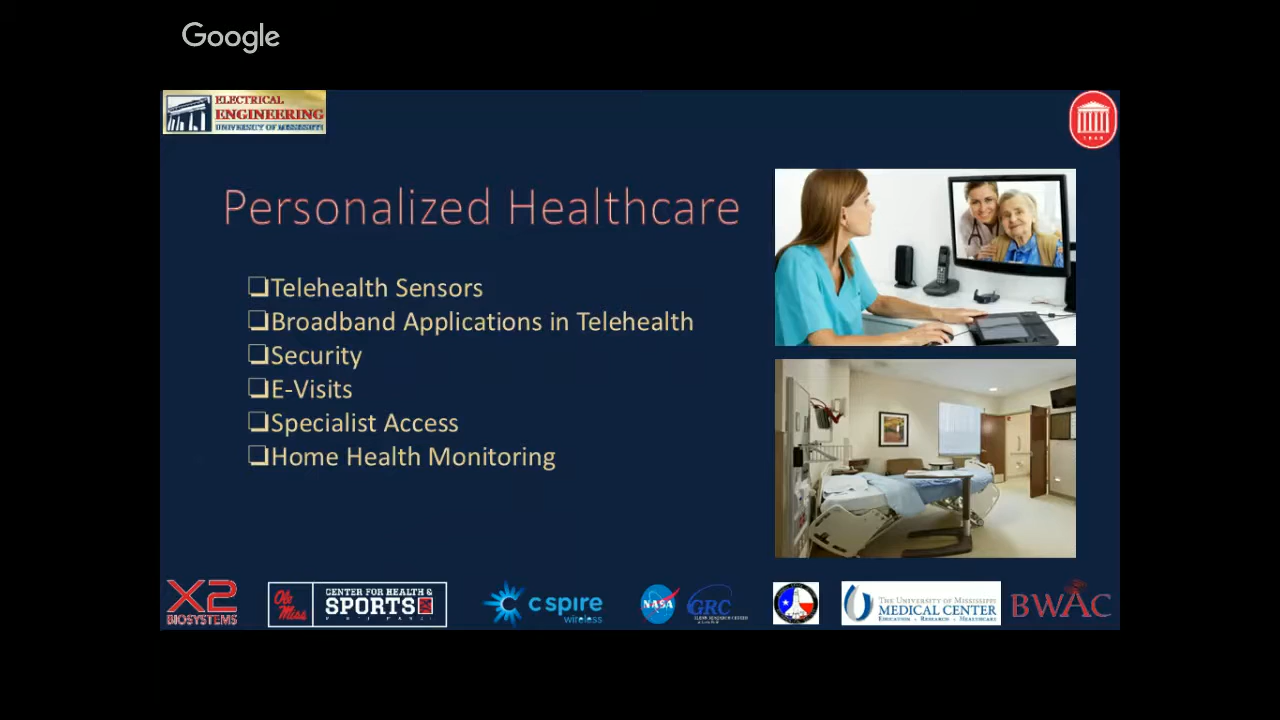 Google
ELECTRICAL
ENGINEERING
UNIVERSITY OF MISSISSIPPI
1848
Personalized Healthcare
❑Telehealth Sensors
❑Broadband Applications in Telehealth
❑Security
❑E-Visits
❑Specialist Access
❑Home Health Monitoring
X2
BIOSYSTEMS
Ole Miss
CENTER FOR HEALTH &
SPORTS
c spire
wireless
NASA
GRC
THE UNIVERSITY OF MISSISSIPPI
MEDICAL CENTER
EDUCATION • RESEARCH • HEALTHCARE
BWAC